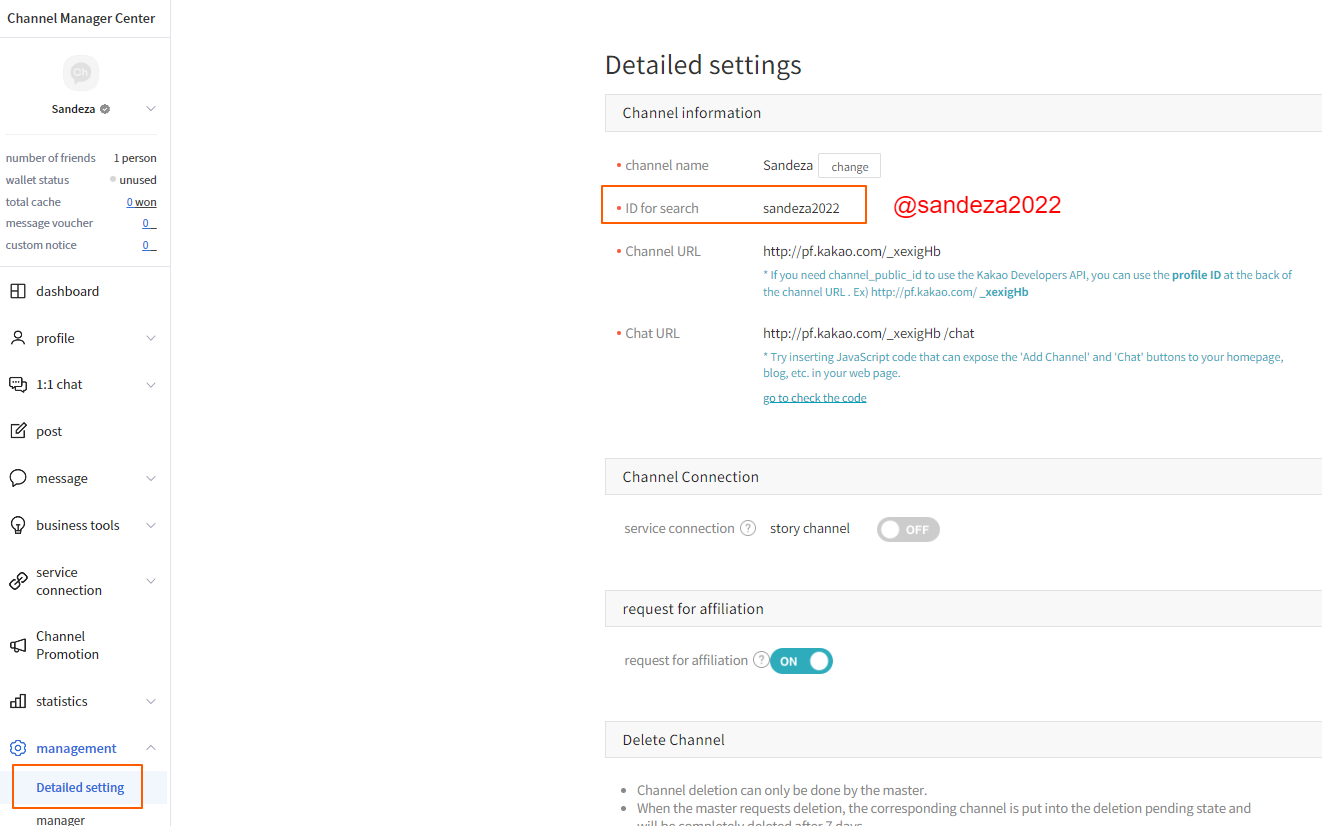 Channel Manager Center
Ch
Sandeza
number of friends 1 person
wallet status unused
total cache 0 won
message voucher 0
custom notice 0
dashboard
profile
1:1 chat
post
message
business tools
service
connection
Channel
Promotion
statistics
management
Detailed setting
manager
Detailed settings
Channel information
• channel name Sandeza change
• ID for search sandeza2022 @sandeza2022
• Channel URL http://pf.kakao.com/_xexigHb
* If you need channel_public_id to use the Kakao Developers API, you can use the profile ID at the back of
the channel URL . Ex) http://pf.kakao.com/ _xexigHb
• Chat URL http://pf.kakao.com/_xexigHb /chat
* Try inserting JavaScript code that can expose the 'Add Channel' and 'Chat' buttons to your homepage,
blog, etc. in your web page.
go to check the code
Channel Connection
service connection ? story channel OFF
request for affiliation
request for affiliation ? ON
Delete Channel
• Channel deletion can only be done by the master.
• When the master requests deletion, the corresponding channel is put into the deletion pending state and
will be completely deleted after 7 days.